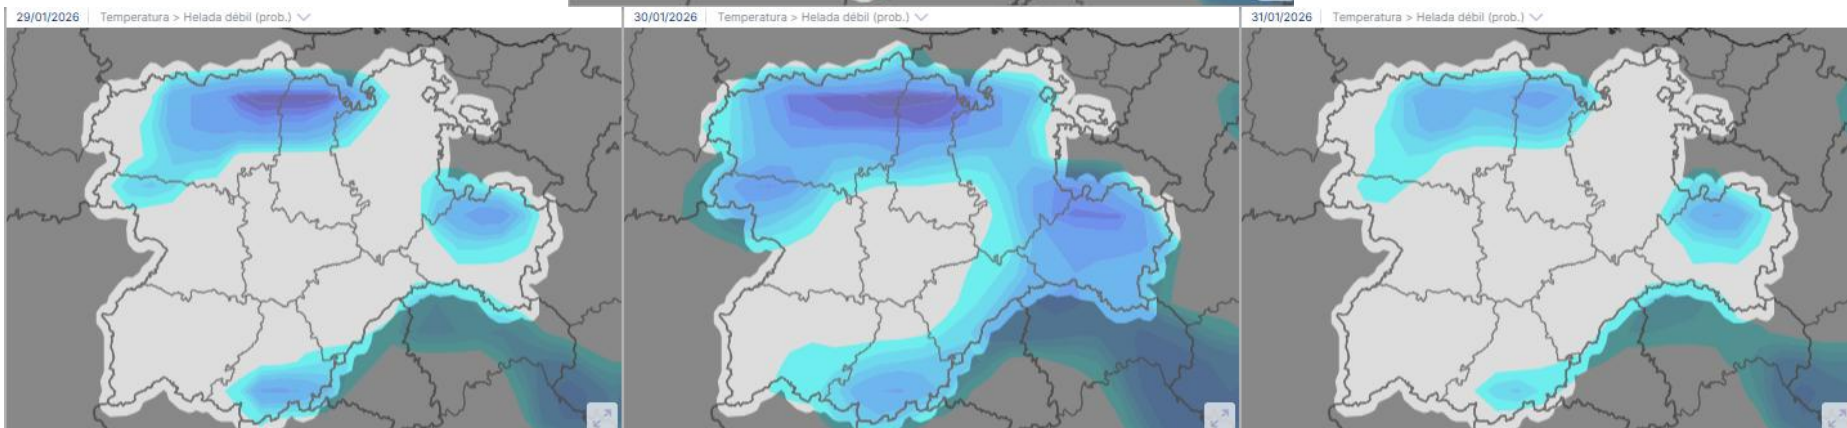 29/01/2026 Temperatura > Helada débil (prob.)
30/01/2026 Temperatura > Helada débil (prob.)
31/01/2026 Temperatura > Helada débil (prob.)